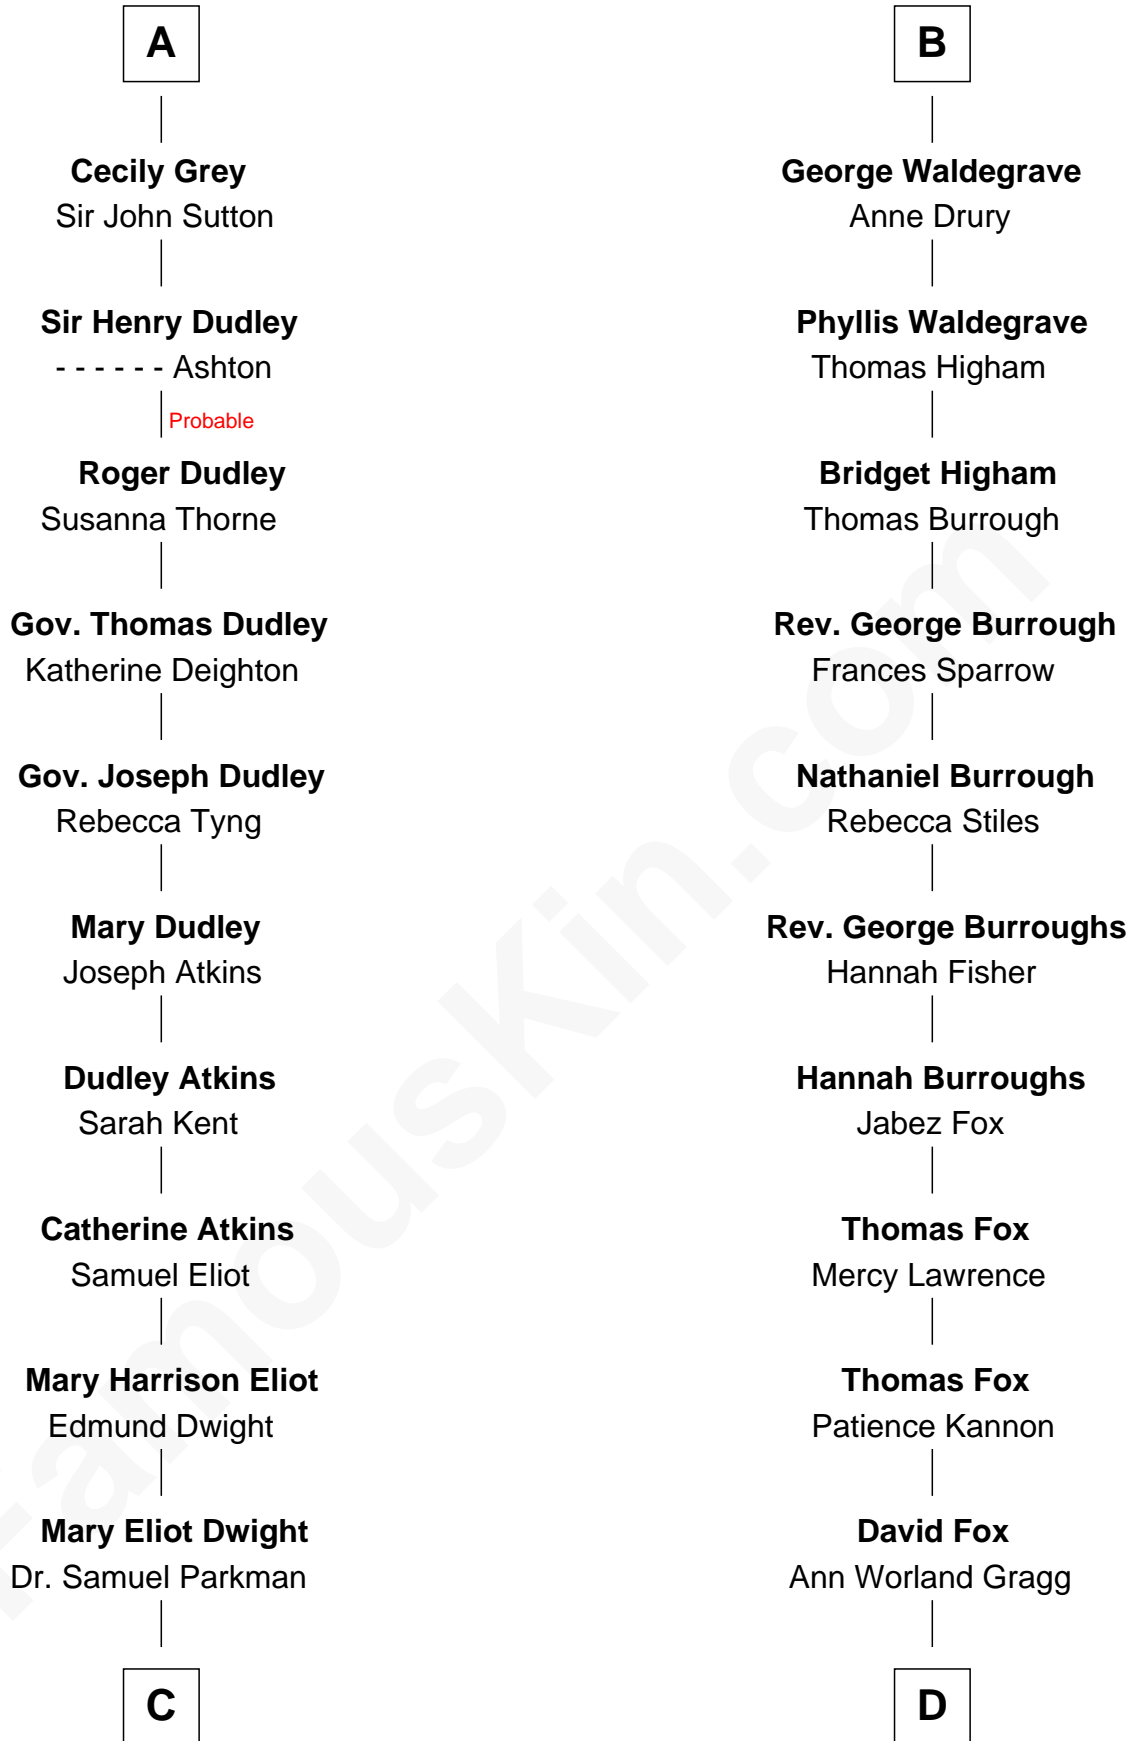 A
Cecily Grey
Sir John Sutton
Sir Henry Dudley
- - - - - - Ashton
Probable
Roger Dudley
Susanna Thorne
Gov. Thomas Dudley
Katherine Deighton
Gov. Joseph Dudley
Rebecca Tyng
Mary Dudley
Joseph Atkins
Dudley Atkins
Sarah Kent
Catherine Atkins
Samuel Eliot
Mary Harrison Eliot
Edmund Dwight
Mary Eliot Dwight
Dr. Samuel Parkman
C
B
George Waldegrave
Anne Drury
Phyllis Waldegrave
Thomas Higham
Bridget Higham
Thomas Burrough
Rev. George Burrough
Frances Sparrow
Nathaniel Burrough
Rebecca Stiles
Rev. George Burroughs
Hannah Fisher
Hannah Burroughs
Jabez Fox
Thomas Fox
Mercy Lawrence
Thomas Fox
Patience Kannon
David Fox
Ann Worland Gragg
D
FamousKin.com